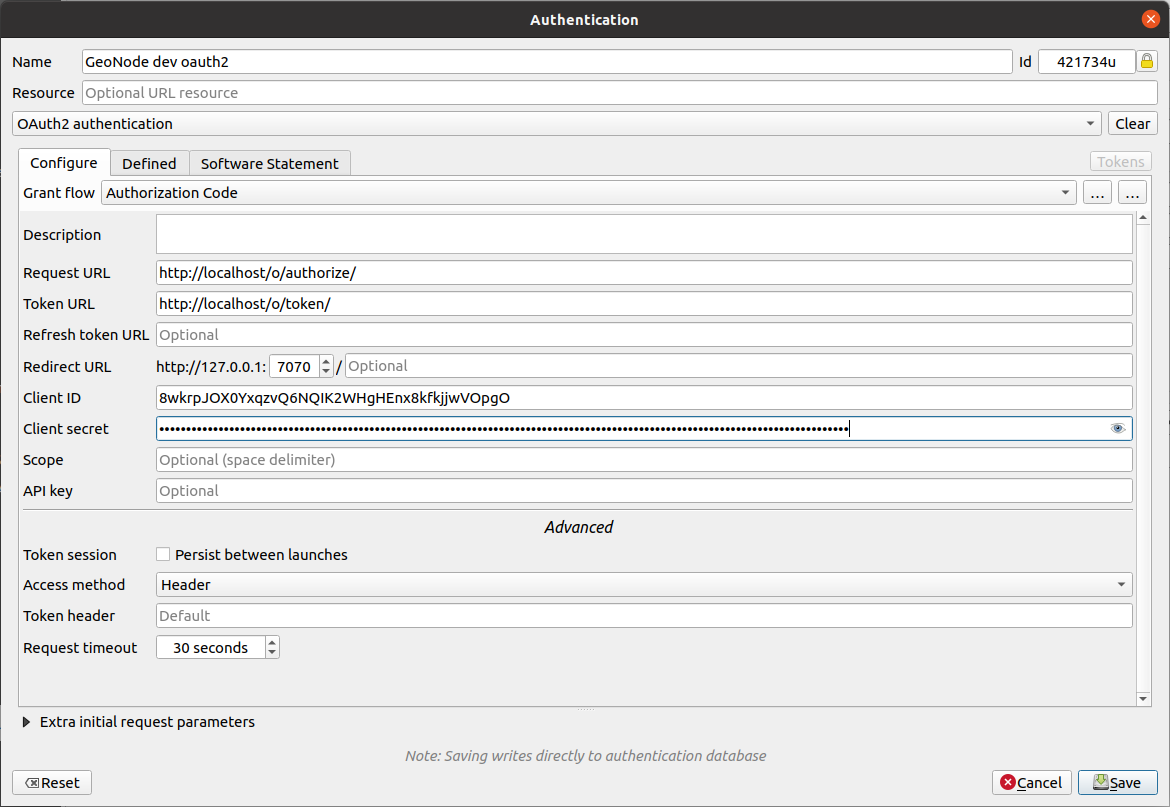 Authentication
Name GeoNode dev oauth2 Id 421734u
Resource Optional URL resource
OAuth2 authentication Clear
Configure Defined Software Statement Tokens
Grant flow Authorization Code ... ...
Description
Request URL http://localhost/o/authorize/
Token URL http://localhost/o/token/
Refresh token URL Optional
Redirect URL http://127.0.0.1: 7070 / Optional
Client ID 8wkrpJOX0YxqzvQ6NQIK2WHgHEnx8kfkjjwVOpgO
Client secret
Scope Optional (space delimiter)
API key Optional
Advanced
Token session Persist between launches
Access method Header
Token header Default
Request timeout 30 seconds
Extra initial request parameters
Note: Saving writes directly to authentication database
Reset Cancel Save